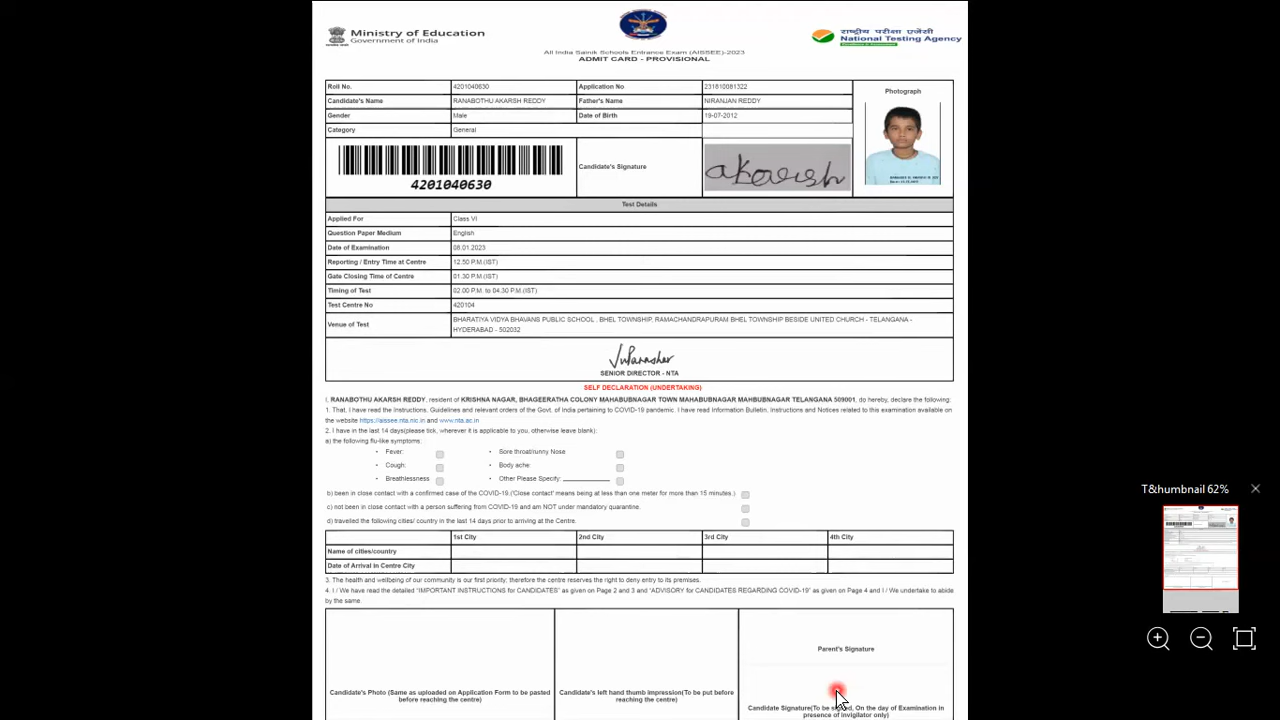 Ministry of Education
Government of India
राष्ट्रीय परीक्षा एजेंसी
National Testing Agency
Excellence in Assessment
All India Sainik Schools Entrance Exam (AISSEE)-2023
ADMIT CARD - PROVISIONAL
Roll No. 4201040630 Application No 231610081322 Photograph
Candidate's Name RANABOTHU AKARSH REDDY Father's Name NIRANJAN REDDY
Gender Male Date of Birth 19-07-2012
Category General
4201040630
Candidate's Signature
akarish
Test Details
Applied For Class VI
Question Paper Medium English
Date of Examination 08.01.2023
Reporting / Entry Time at Centre 12:50 P.M.(IST)
Gate Closing Time of Centre 01.30 P.M.(IST)
Timing of Test 02.00 P.M. to 04.30 P.M.(IST)
Test Centre No 420104
Venue of Test BHARATIYA VIDYA BHAVANS PUBLIC SCHOOL , BHEL TOWNSHIP, RAMACHANDRAPURAM BHEL TOWNSHIP BESIDE UNITED CHURCH - TELANGANA -
HYDERABAD - 502032
SENIOR DIRECTOR - NTA
SELF DECLARATION (UNDERTAKING)
I, RANABOTHU AKARSH REDDY, resident of KRISHNA NAGAR, BHAGEERATHA COLONY MAHABUBNAGAR TOWN MAHABUBNAGAR MAHBUBNAGAR TELANGANA 509001, do hereby, declare the following:
1. That, I have read the Instructions, Guidelines and relevant orders of the Govt. of India pertaining to COVID-19 pandemic. I have read Information Bulletin, Instructions and Notices related to this examination available on
the website https://aissee.nta.nic.in and www.nta.ac.in
2. I have in the last 14 days(please tick, wherever it is applicable to you, otherwise leave blank):
a) the following flu-like symptoms:
• Fever: • Sore throat/runny Nose
• Cough: • Body ache
• Breathlessness • Other Please Specify: __________
b) been in close contact with a confirmed case of the COVID-19.('Close contact' means being at less than one meter for more than 15 minutes.)
c) not been in close contact with a person suffering from COVID-19 and am NOT under mandatory quarantine.
d) travelled the following cities/ country in the last 14 days prior to arriving at the Centre.
1st City 2nd City 3rd City 4th City
Name of cities/country
Date of Arrival in Centre City
3. The health and wellbeing of our community is our first priority, therefore the centre reserves the right to deny entry to its premises.
4. I / We have read the detailed "IMPORTANT INSTRUCTIONS for CANDIDATES" as given on Page 2 and 3 and "ADVISORY for CANDIDATES REGARDING COVID-19" as given on Page 4 and I / We undertake to abide
by the same.
Parent's Signature
Candidate's Photo (Same as uploaded on Application Form to be pasted
before reaching the centre)
Candidate's left hand thumb impression(To be put before
reaching the centre)
Candidate Signature(To be On the day of Examination in
presence of Invigilator only)
T&humbnail 62%